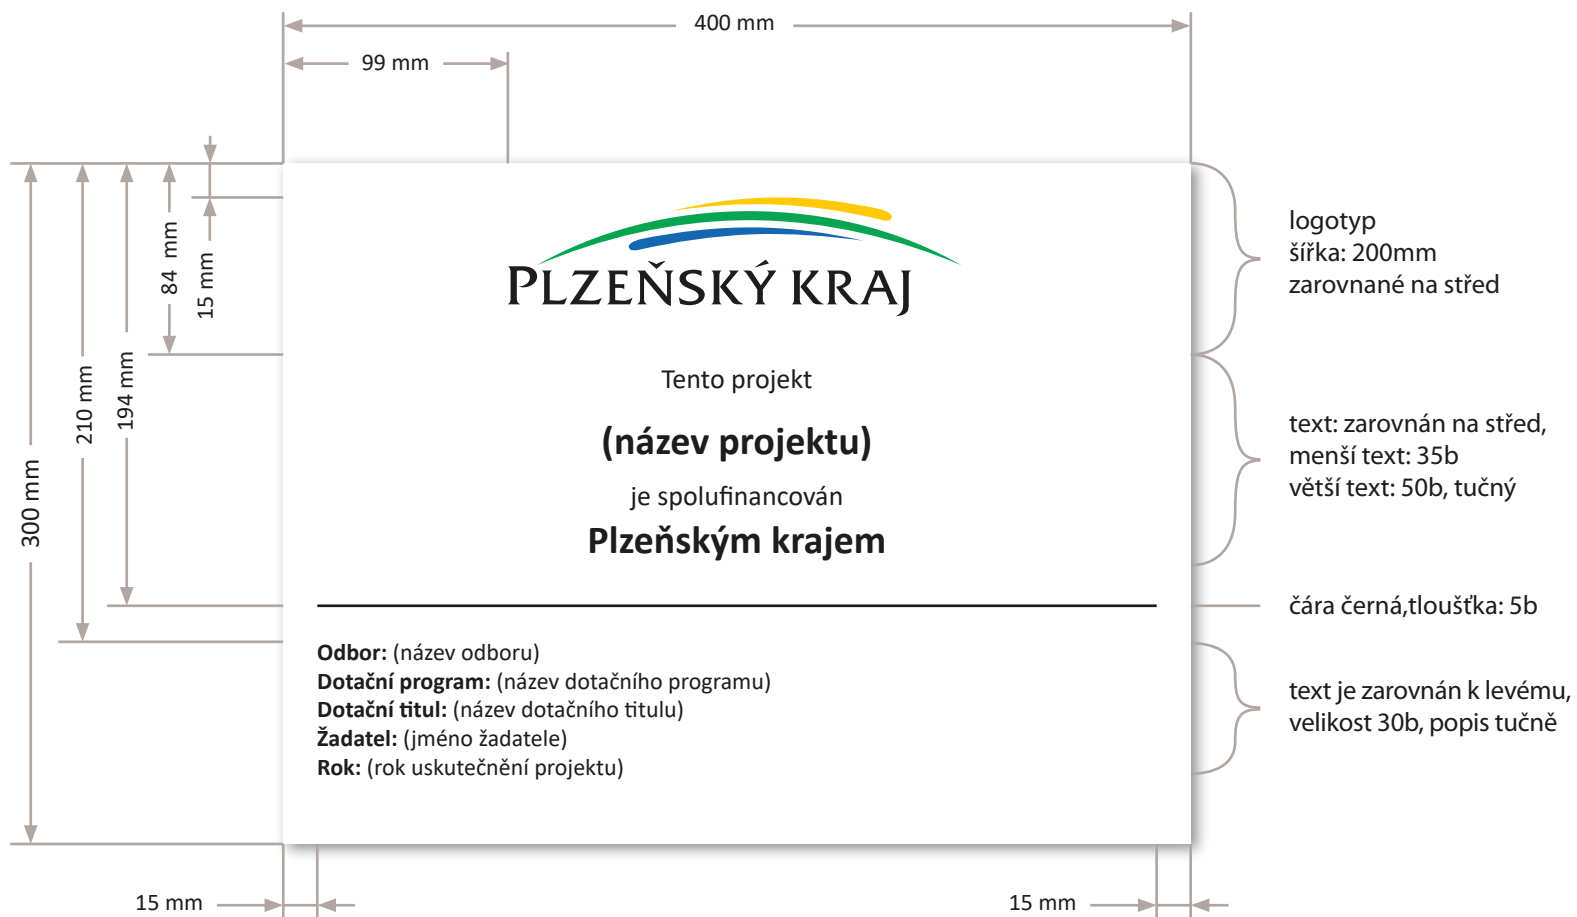 400 mm
99 mm
84 mm
15 mm
194 mm
210 mm
300 mm
PLZEŇSKÝ KRAJ
Tento projekt
(název projektu)
je spolufinancován
Plzeňským krajem
Odbor: (název odboru)
Dotační program: (název dotačního programu)
Dotační titul: (název dotačního titulu)
Žadatel: (jméno žadatele)
Rok: (rok uskutečnění projektu)
logotyp
šířka: 200mm
zarovnané na střed
text: zarovnán na střed,
menší text: 35b
větší text: 50b, tučný
čára černá,tloušťka: 5b
text je zarovnán k levému,
velikost 30b, popis tučně
15 mm
15 mm